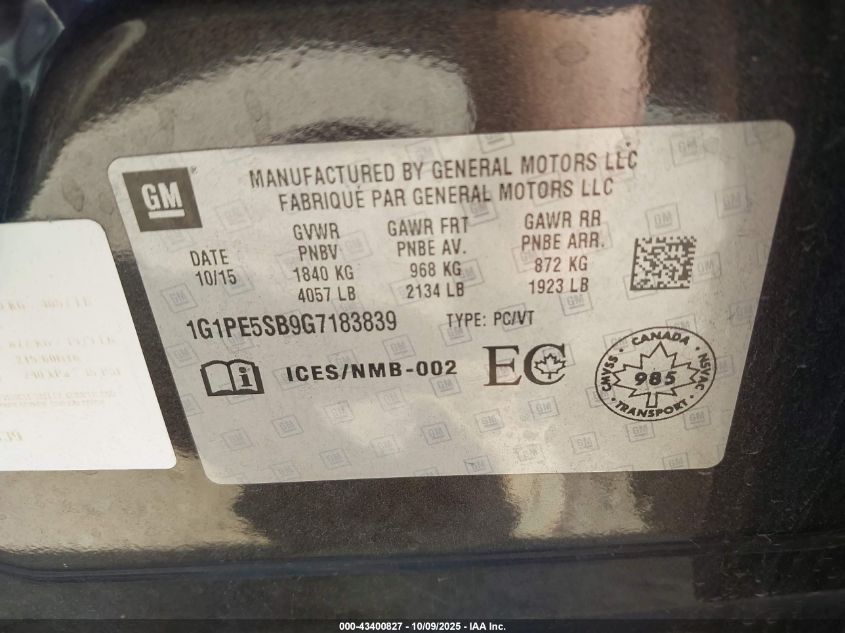 GM
MANUFACTURED BY GENERAL MOTORS LLC
FABRIQUÉ PAR GENERAL MOTORS LLC
DATE
10/15
GVWR
PNBV
1840 KG
4057 LB
GAWR FRT
PNBE AV.
968 KG
2134 LB
GAWR RR
PNBE ARR.
872 KG
1923 LB
1G1PE5SB9G7183839
TYPE: PC/VT
ICES/NMB-002
EC
CANADA
CMVSS
985
NSVAC
TRANSPORT
000-43400827 - 10/09/2025 - IAA Inc.